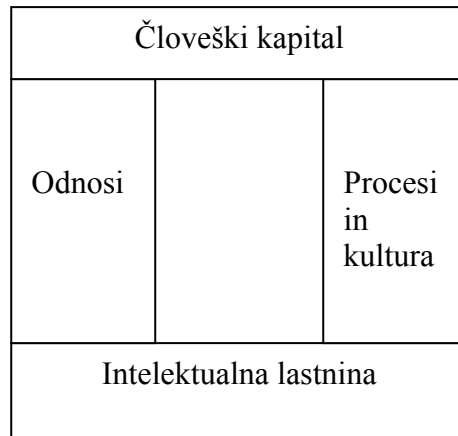 Človeški kapital
Odnosi
Procesi
in
kultura
Intelektualna lastnina